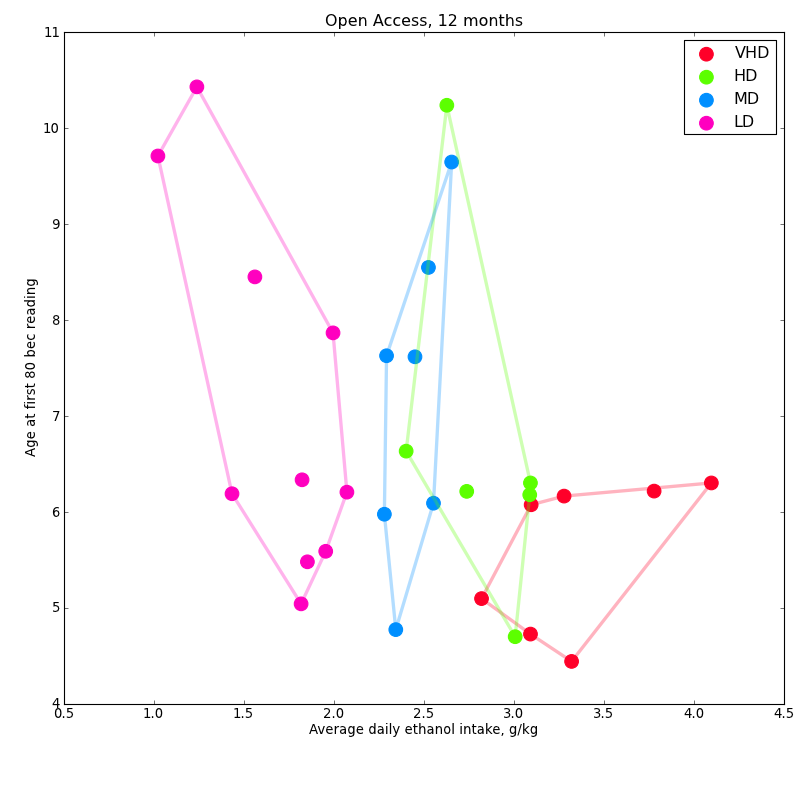 Open Access, 12 months
VHD
HD
MD
LD
Age at first 80 bec reading
11
10
9
8
7
6
5
4
0.5 1.0 1.5 2.0 2.5 3.0 3.5 4.0 4.5
Average daily ethanol intake, g/kg